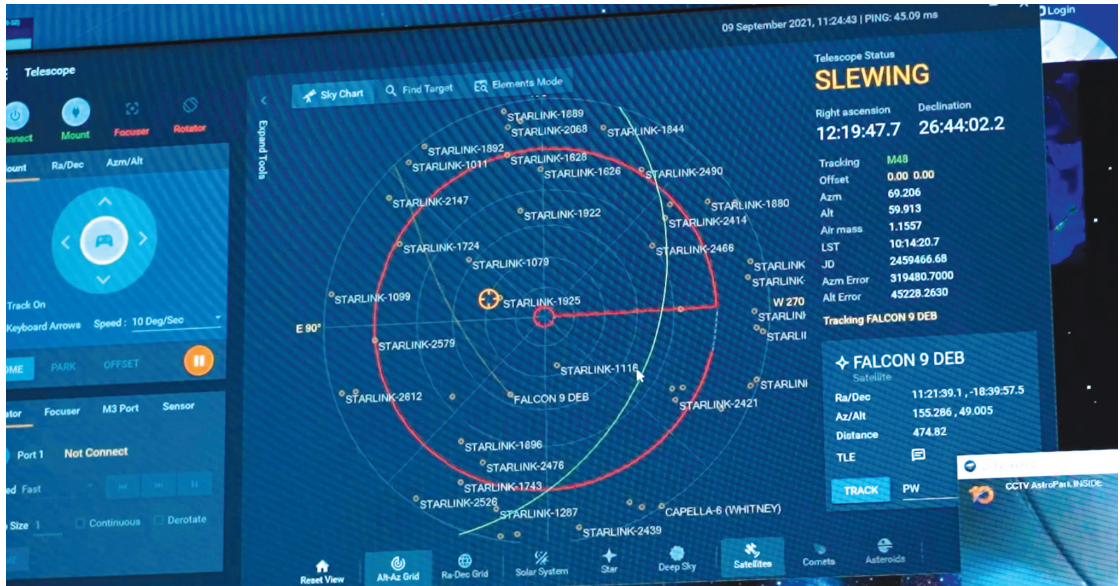 Login
09 September 2021, 11:24:43 | PING: 45.09 ms
Telescope
Mount
Focuser
Rotator
Ra/Dec
Azm/Alt
Track On
Keyboard Arrows
Speed : 10 Deg/Sec
PARK
OFFSET
Focuser
M3 Port
Sensor
Port 1
Not Connect
Fast
Size 1
Continuous
Derotate
Expand Tools
Sky Chart
Find Target
Elements Mode
STARLINK-1889
STARLINK-2068
STARLINK-1844
STARLINK-1892
STARLINK-1011
STARLINK-1628
STARLINK-1626
STARLINK-2490
STARLINK-2147
STARLINK-1922
STARLINK-1880
STARLINK-2414
STARLINK-1724
STARLINK-2466
STARLINK-1079
STARLINK
STARLINK-
STARLINK-1099
STARLINK-1925
W 270
E 90°
STARLINK-2579
STARLINK-1116
STARLINK-2612
FALCON 9 DEB
STARLINK-2421
STARLINK-1896
STARLINK-2476
STARLINK-1743
STARLINK-2526
STARLINK-1287
CAPELLA-6 (WHITNEY)
STARLINK-2439
Reset View
Alt-Az Grid
Ra-Dec Grid
Solar System
Star
Deep Sky
Satellites
Comets
Asteroids
Telescope Status
SLEWING
Right ascension
Declination
12:19:47.7
26:44:02.2
Tracking M48
Offset 0.00 0.00
Azm 69.206
Alt 59.913
Air mass 1.1557
LST 10:14:20.7
JD 2459466.68
Azm Error 319480.7000
Alt Error 45228.2630
Tracking FALCON 9 DEB
FALCON 9 DEB
Satellite
Ra/Dec 11:21:39.1 , -18:39:57.5
Az/Alt 155.286 , 49.005
Distance 474.82
TLE
TRACK
PW
CCTV AstroPark.INSIDE